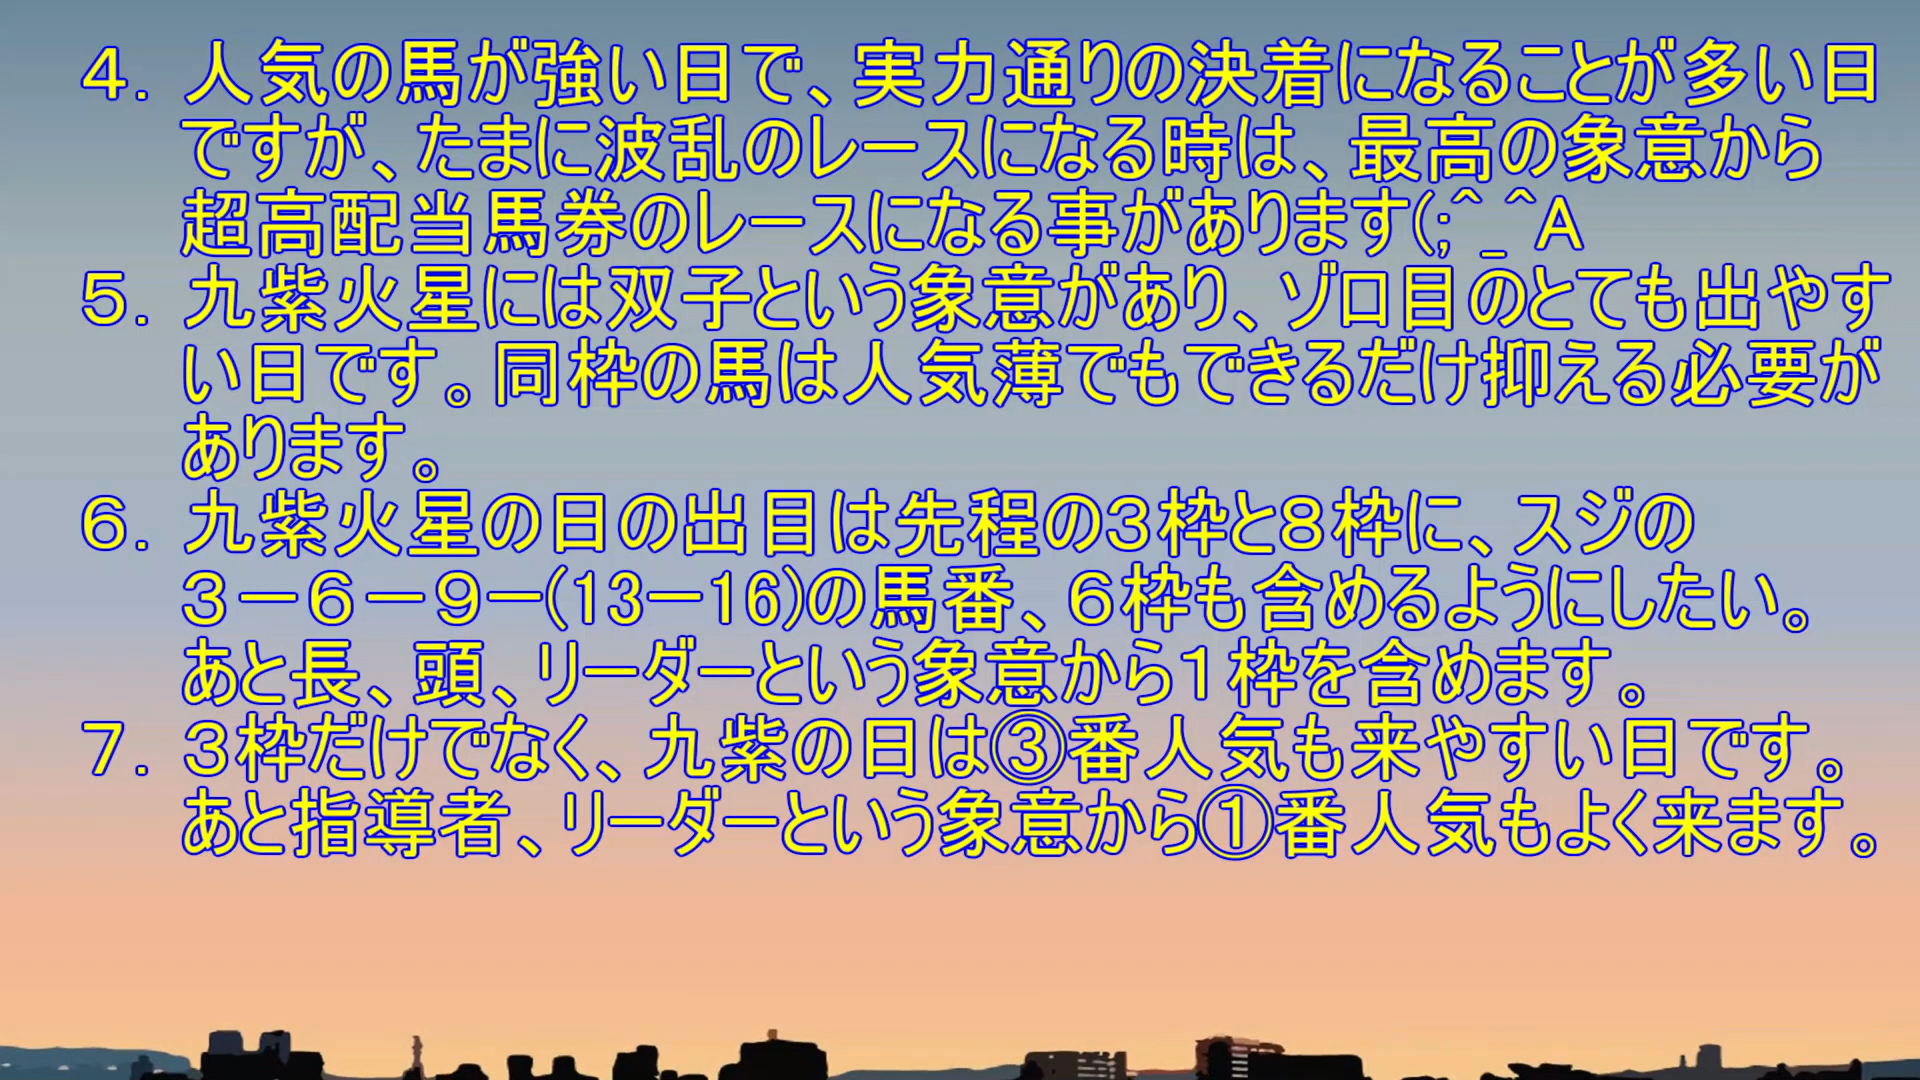 ４．人気の馬が強い日で、実力通りの決着になることが多い日
ですが、たまに波乱のレースになる時は、最高の象意から
超高配当馬券のレースになる事があります(;^_^A
５．九紫火星には双子という象意があり、ゾロ目のとても出やす
い日です。同枠の馬は人気薄でもできるだけ抑える必要が
あります。
６．九紫火星の日の出目は先程の３枠と８枠に、スジの
３－６－９－(13－16)の馬番、６枠も含めるようにしたい。
あと長、頭、リーダーという象意から１枠を含めます。
７．３枠だけでなく、九紫の日は③番人気も来やすい日です。
あと指導者、リーダーという象意から①番人気もよく来ます。